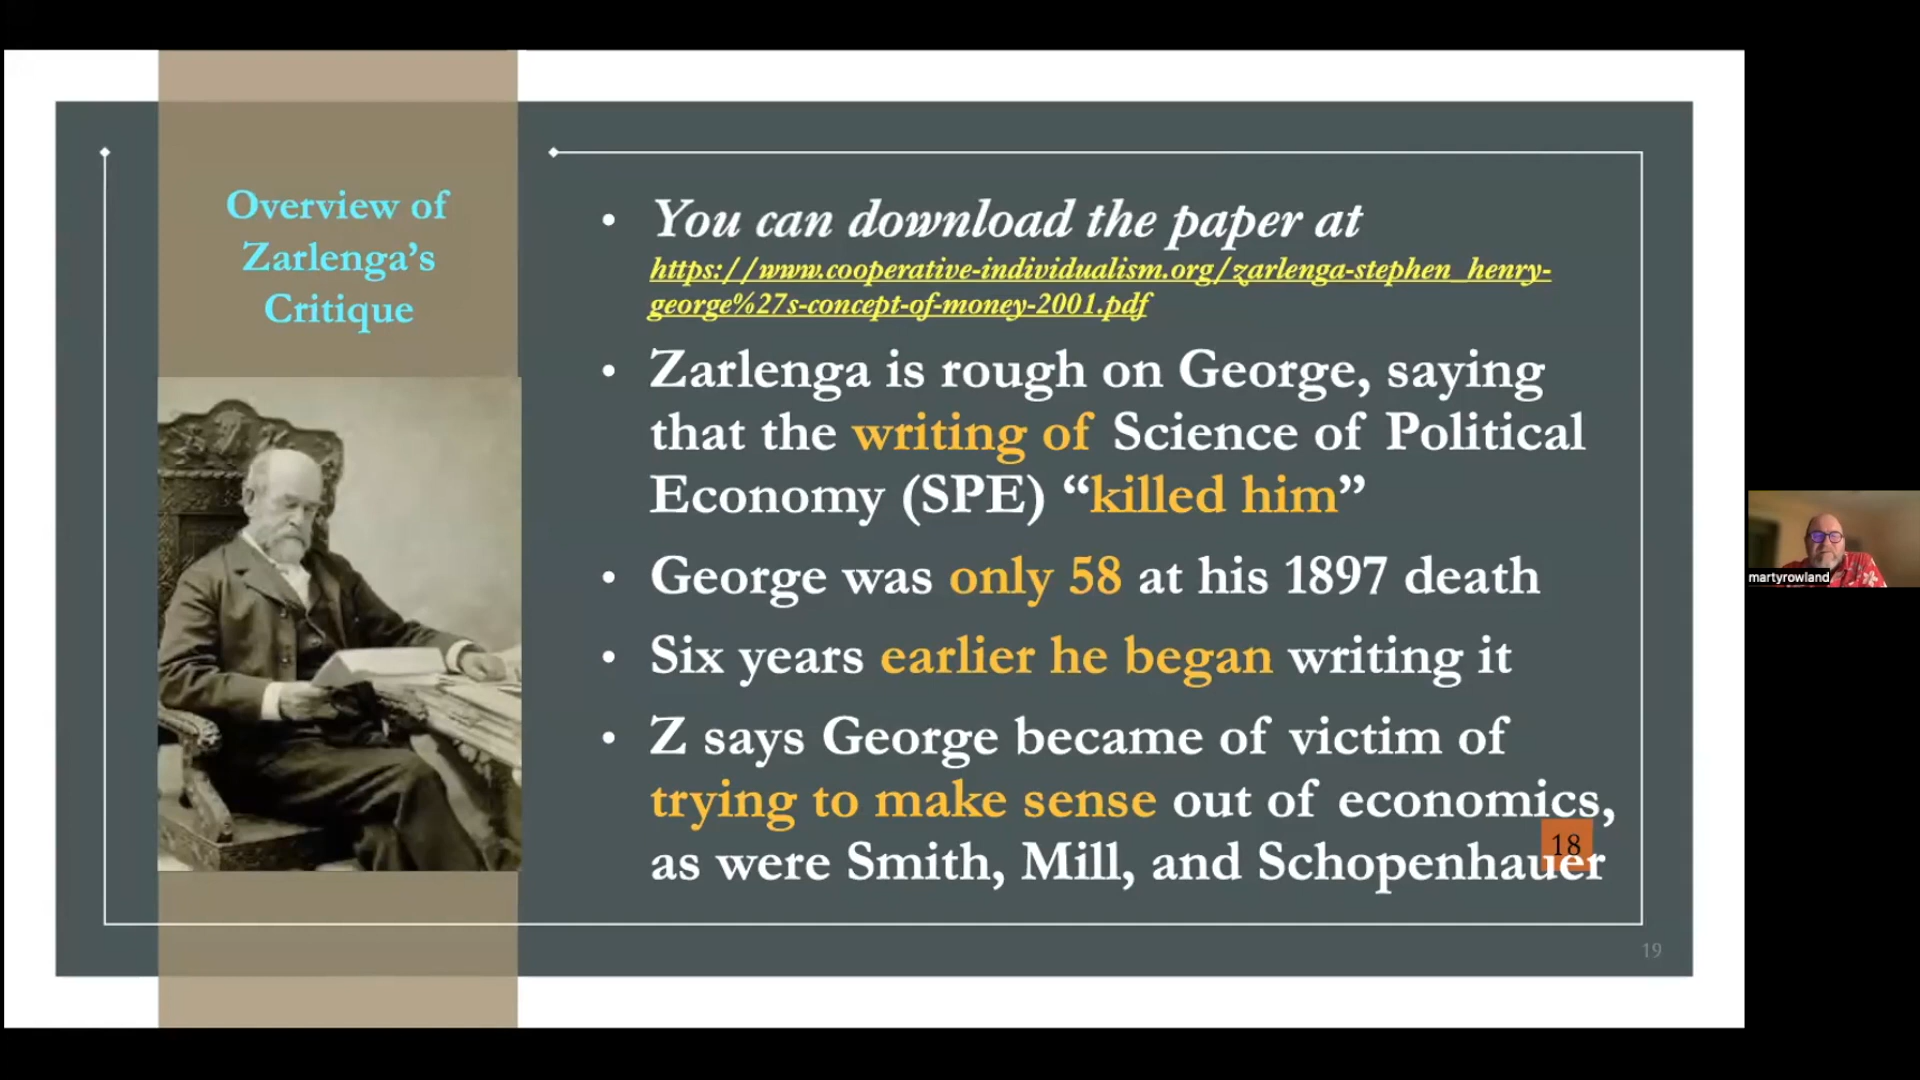 Overview of
Zarlenga’s
Critique
• You can download the paper at
https://www.cooperative-individualism.org/zarlenga-stephen_henry-
george%27s-concept-of-money-2001.pdf
• Zarlenga is rough on George, saying
that the writing of Science of Political
Economy (SPE) “killed him”
• George was only 58 at his 1897 death
• Six years earlier he began writing it
• Z says George became of victim of
trying to make sense out of economics,
as were Smith, Mill, and Schopenhauer
18
19
martyrowland